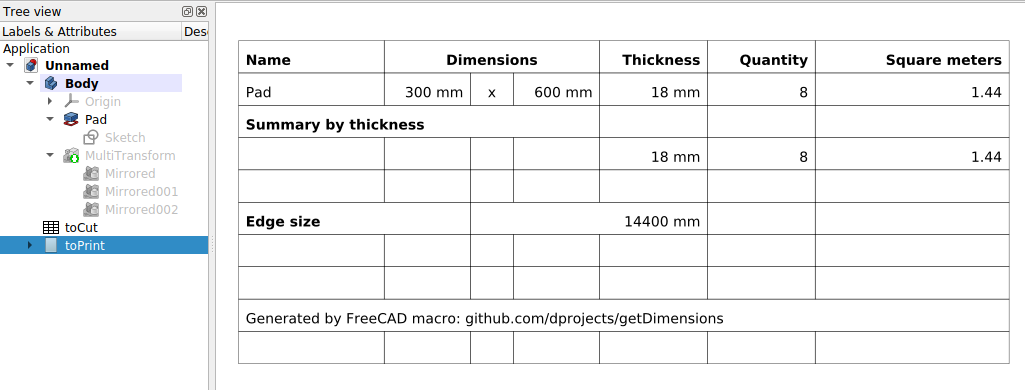 Tree view
Labels & Attributes Des
Application
Unnamed
Body
Origin
Pad
Sketch
MultiTransform
Mirrored
Mirrored001
Mirrored002
toCut
toPrint
Name Dimensions Thickness Quantity Square meters
Pad 300 mm x 600 mm 18 mm 8 1.44
Summary by thickness
18 mm 8 1.44
Edge size 14400 mm
Generated by FreeCAD macro: github.com/dprojects/getDimensions